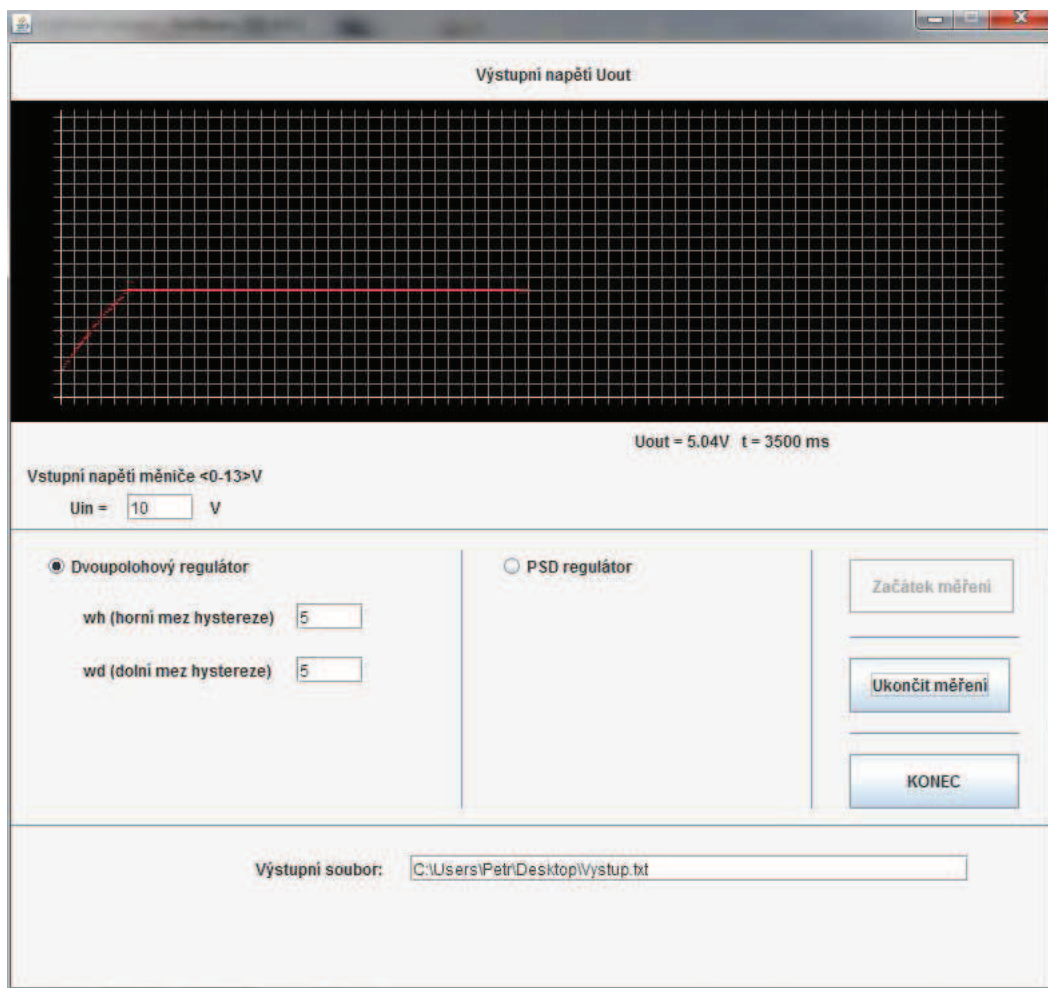 Výstupní napětí Uout
Uout = 5.04V t = 3500 ms
Vstupní napětí měniče <0-13>V
Uin = 10 V
Dvoupolohový regulátor
PSD regulátor
Začátek měření
wh (horní mez hystereze) 5
wd (dolní mez hystereze) 5
Ukončit měření
KONEC
Výstupní soubor: C:\Users\Petr\Desktop\Vystup.txt